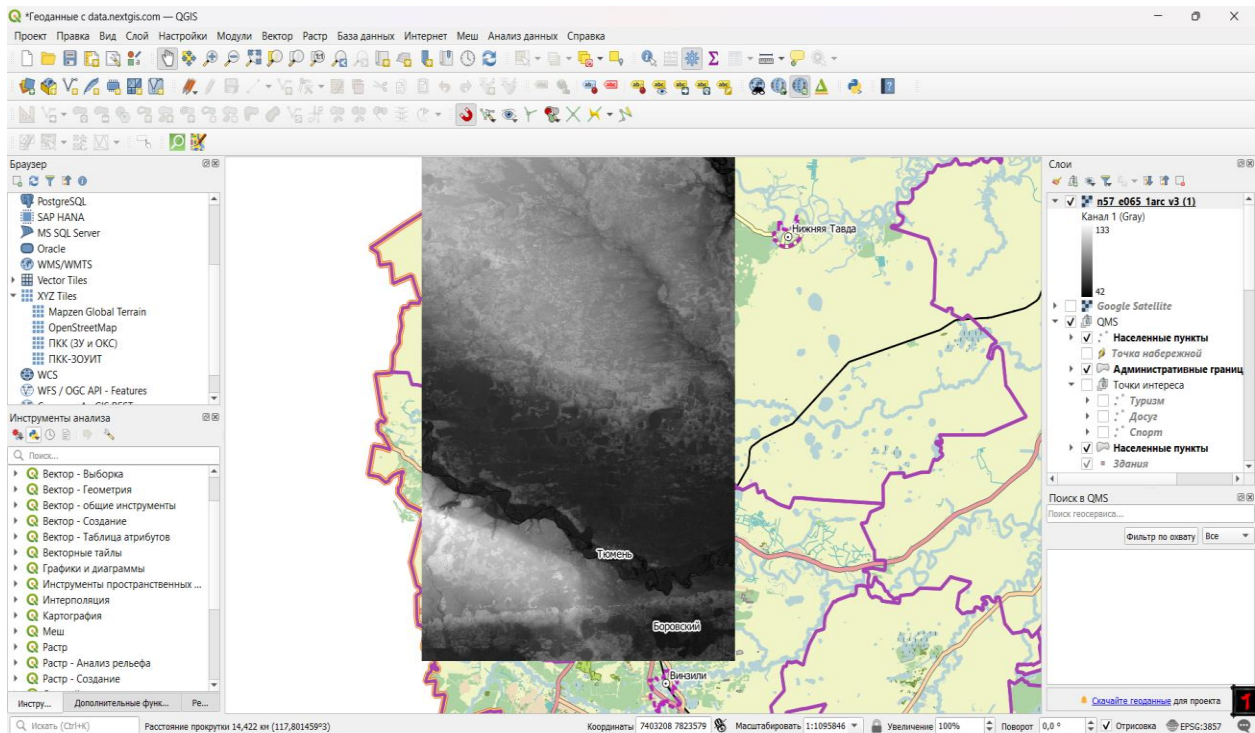 *Геоданные с data.nextgis.com — QGIS
Проект Правка Вид Слой Настройки Модули Вектор Растр База данных Интернет Меш Анализ данных Справка
Браузер
PostgreSQL
SAP HANA
MS SQL Server
Oracle
WMS/WMTS
Vector Tiles
XYZ Tiles
Mapzen Global Terrain
OpenStreetMap
ПКК (ЗУ и ОКС)
ПКК-ЗОУИТ
WCS
WFS / OGC API - Features
Инструменты анализа
Поиск...
Вектор - Выборка
Вектор - Геометрия
Вектор - общие инструменты
Вектор - Создание
Вектор - Таблица атрибутов
Векторные тайлы
Графики и диаграммы
Инструменты пространственных ...
Интерполяция
Картография
Меш
Растр
Растр - Анализ рельефа
Растр - Создание
Инстру... Дополнительные функ... Ре...
Нижняя Тавда
Тюмень
Боровский
Винзили
Слои
n57_e065_1arc_v3 (1)
Канал 1 (Gray)
133
42
Google Satellite
QMS
Населенные пункты
Точка набережной
Административные границ
Точки интереса
Туризм
Досуг
Спорт
Населенные пункты
Здания
Поиск в QMS
Поиск геосервиса...
Фильтр по охвату Все
Скачайте геоданные для проекта
Искать (Ctrl+K) Расстояние прокрутки 14,422 км (117,801459°З) Координаты 7403208 7823579 Масштабировать 1:1095846 Увеличение 100% Поворот 0,0 ° Отрисовка EPSG:3857